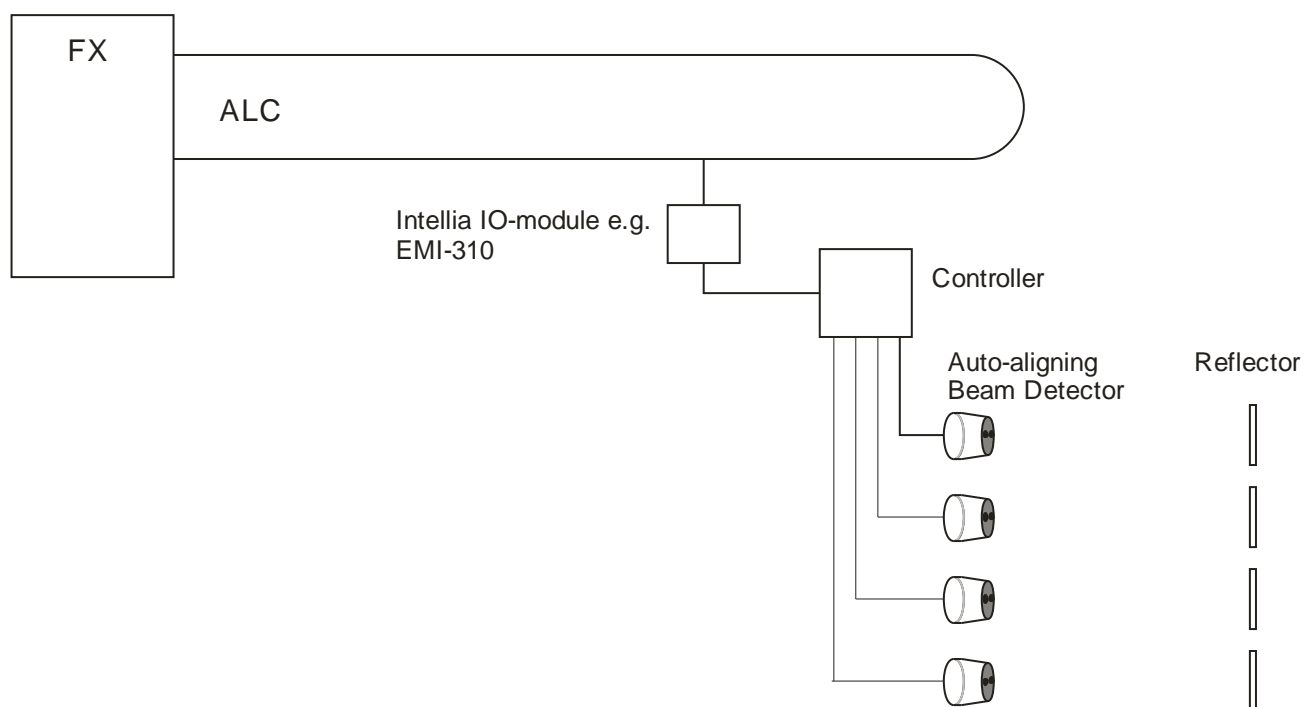 FX
ALC
Intellia IO-module e.g.
EMI-310
Controller
Auto-aligning
Beam Detector
Reflector